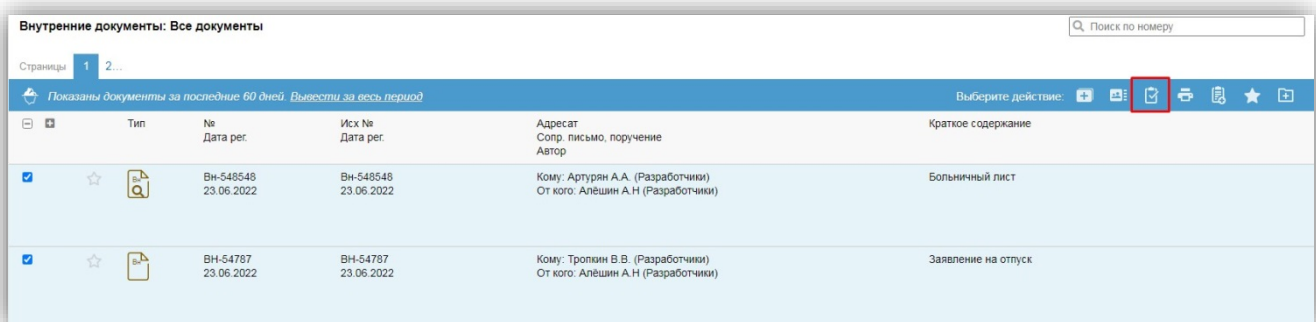 Внутренние документы: Все документы
Поиск по номеру
Страницы 1 2...
Показаны документы за последние 60 дней. Вывести за весь период Выберите действие:
Тип № Исх № Адресат Краткое содержание
Дата рег. Дата рег. Сопр. письмо, поручение
Автор
Вн Вн-548548 Вн-548548 Кому: Артурян А.А. (Разработчики) Больничный лист
23.06.2022 23.06.2022 От кого: Алёшин А.Н (Разработчики)
Вн ВН-54787 ВН-54787 Кому: Тропкин В.В. (Разработчики) Заявление на отпуск
23.06.2022 23.06.2022 От кого: Алёшин А.Н (Разработчики)